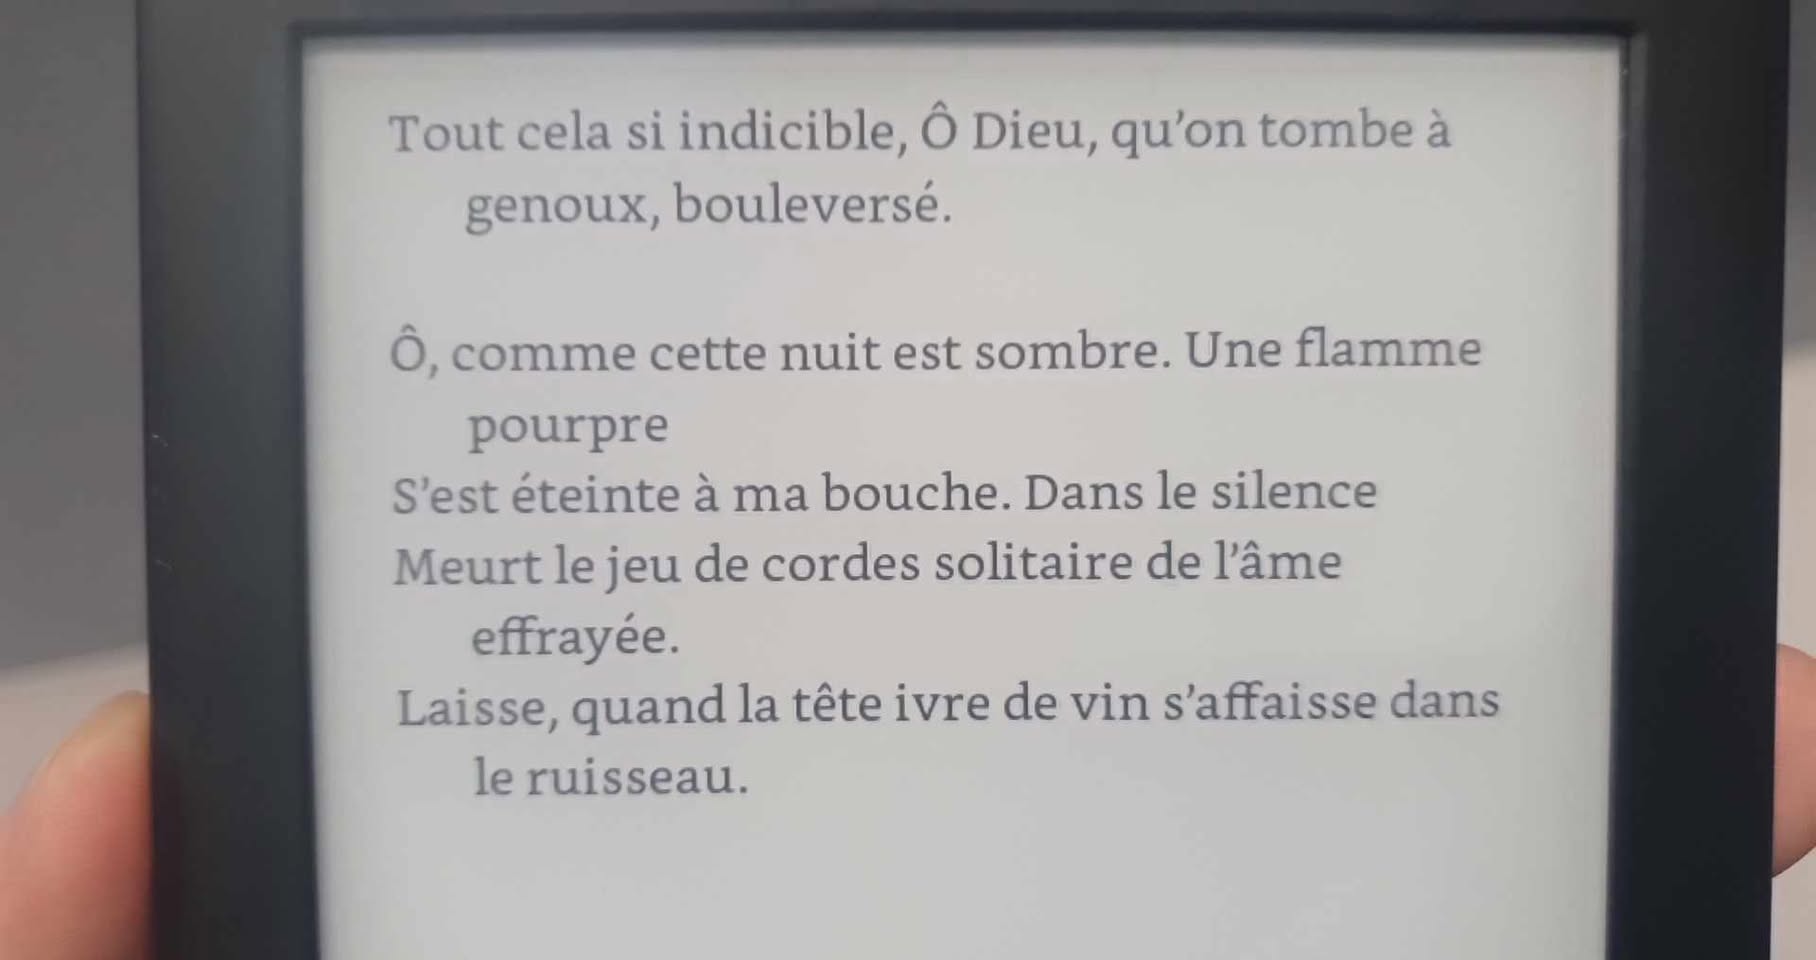 Tout cela si indicible, Ô Dieu, qu’on tombe à
genoux, bouleversé.
Ô, comme cette nuit est sombre. Une flamme
pourpre
S’est éteinte à ma bouche. Dans le silence
Meurt le jeu de cordes solitaire de l’âme
effrayée.
Laisse, quand la tête ivre de vin s’affaisse dans
le ruisseau.